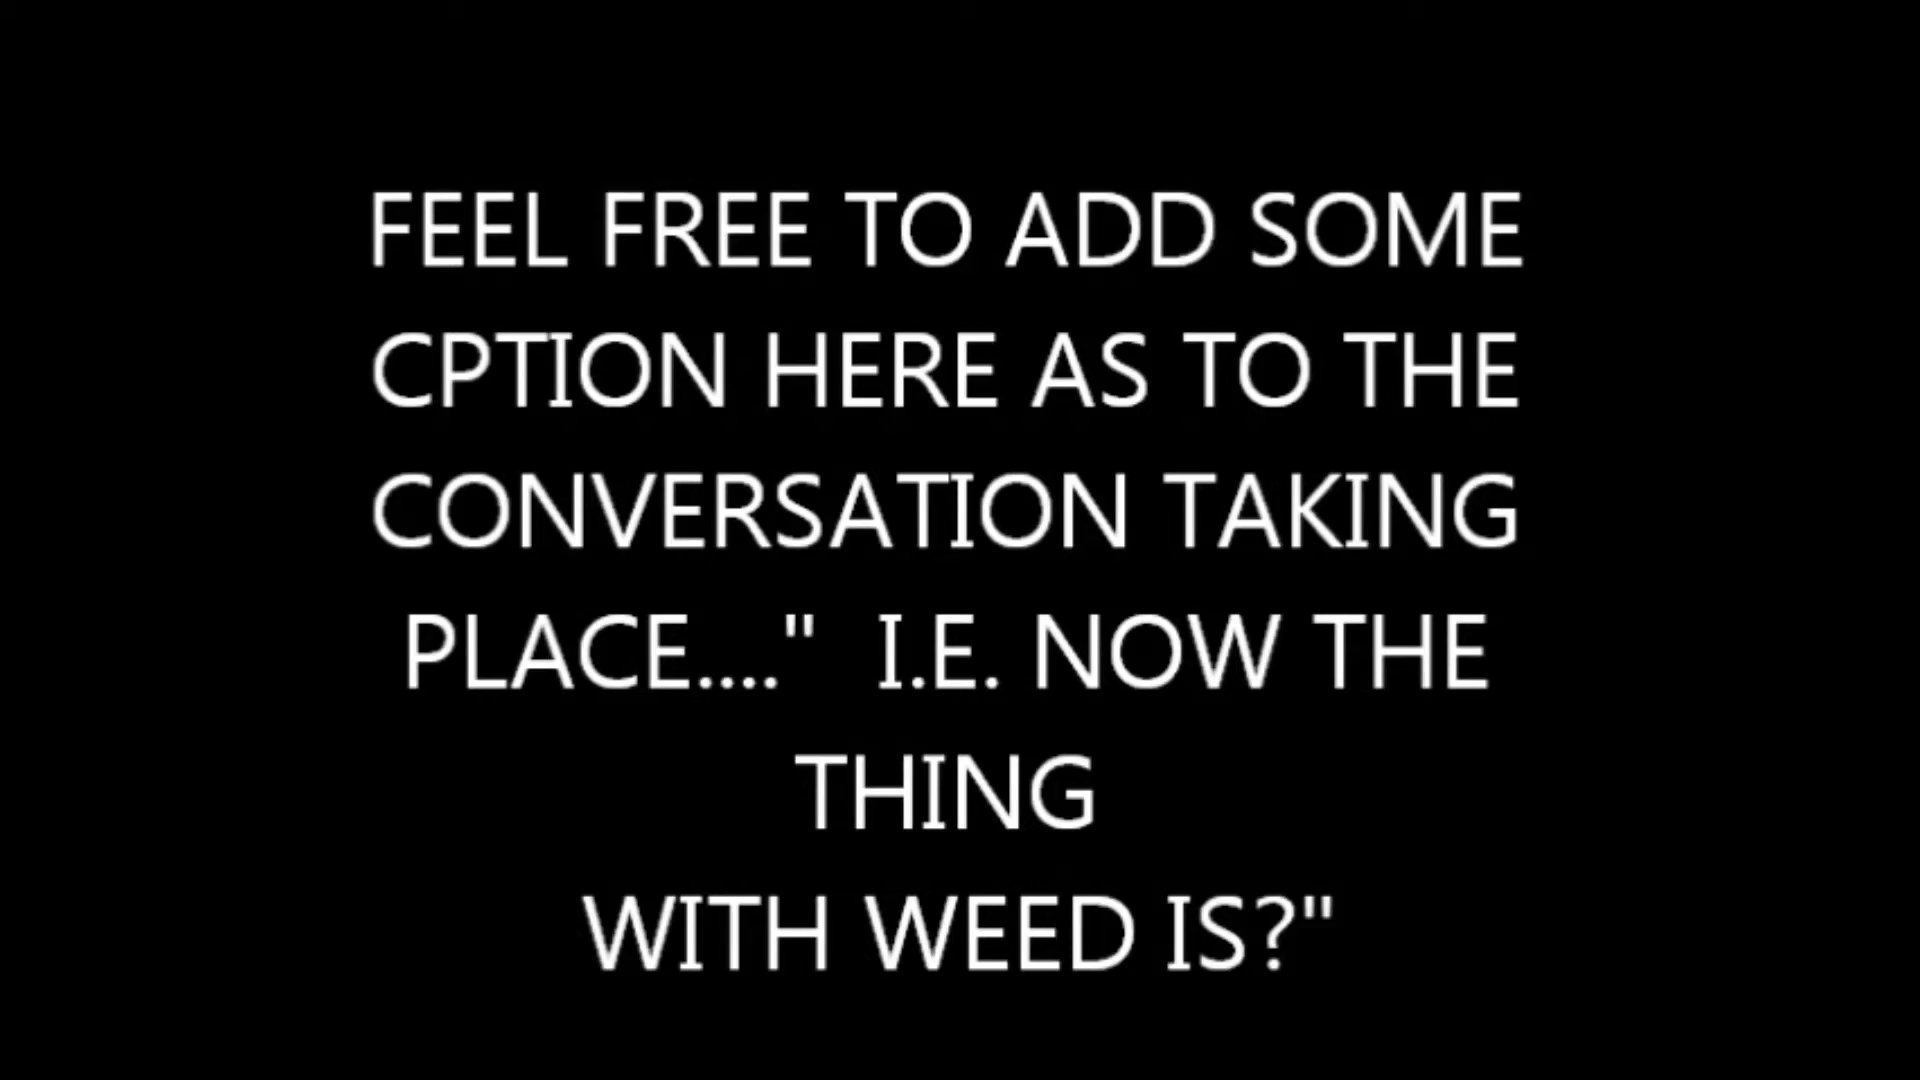 FEEL FREE TO ADD SOME
CPTION HERE AS TO THE
CONVERSATION TAKING
PLACE...."  I.E. NOW THE
THING
WITH WEED IS?"